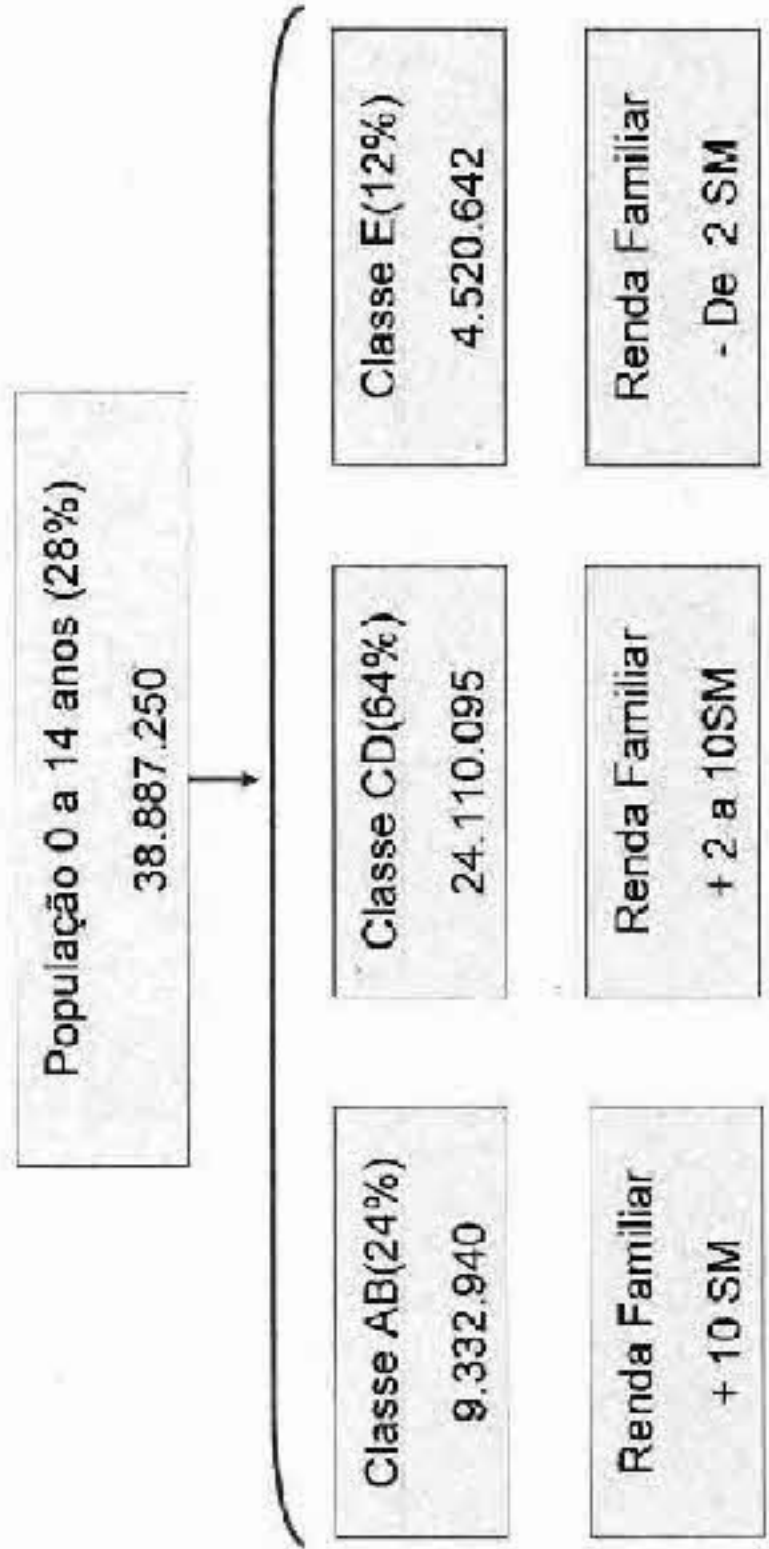 População 0 a 14 anos (28%)
38.887.250
Classe AB(24%)
9.332.940
Classe CD(64%)
24.110.095
Classe E(12%)
4.520.642
Renda Familiar
+ 10 SM
Renda Familiar
+ 2 a 10SM
Renda Familiar
- De 2 SM